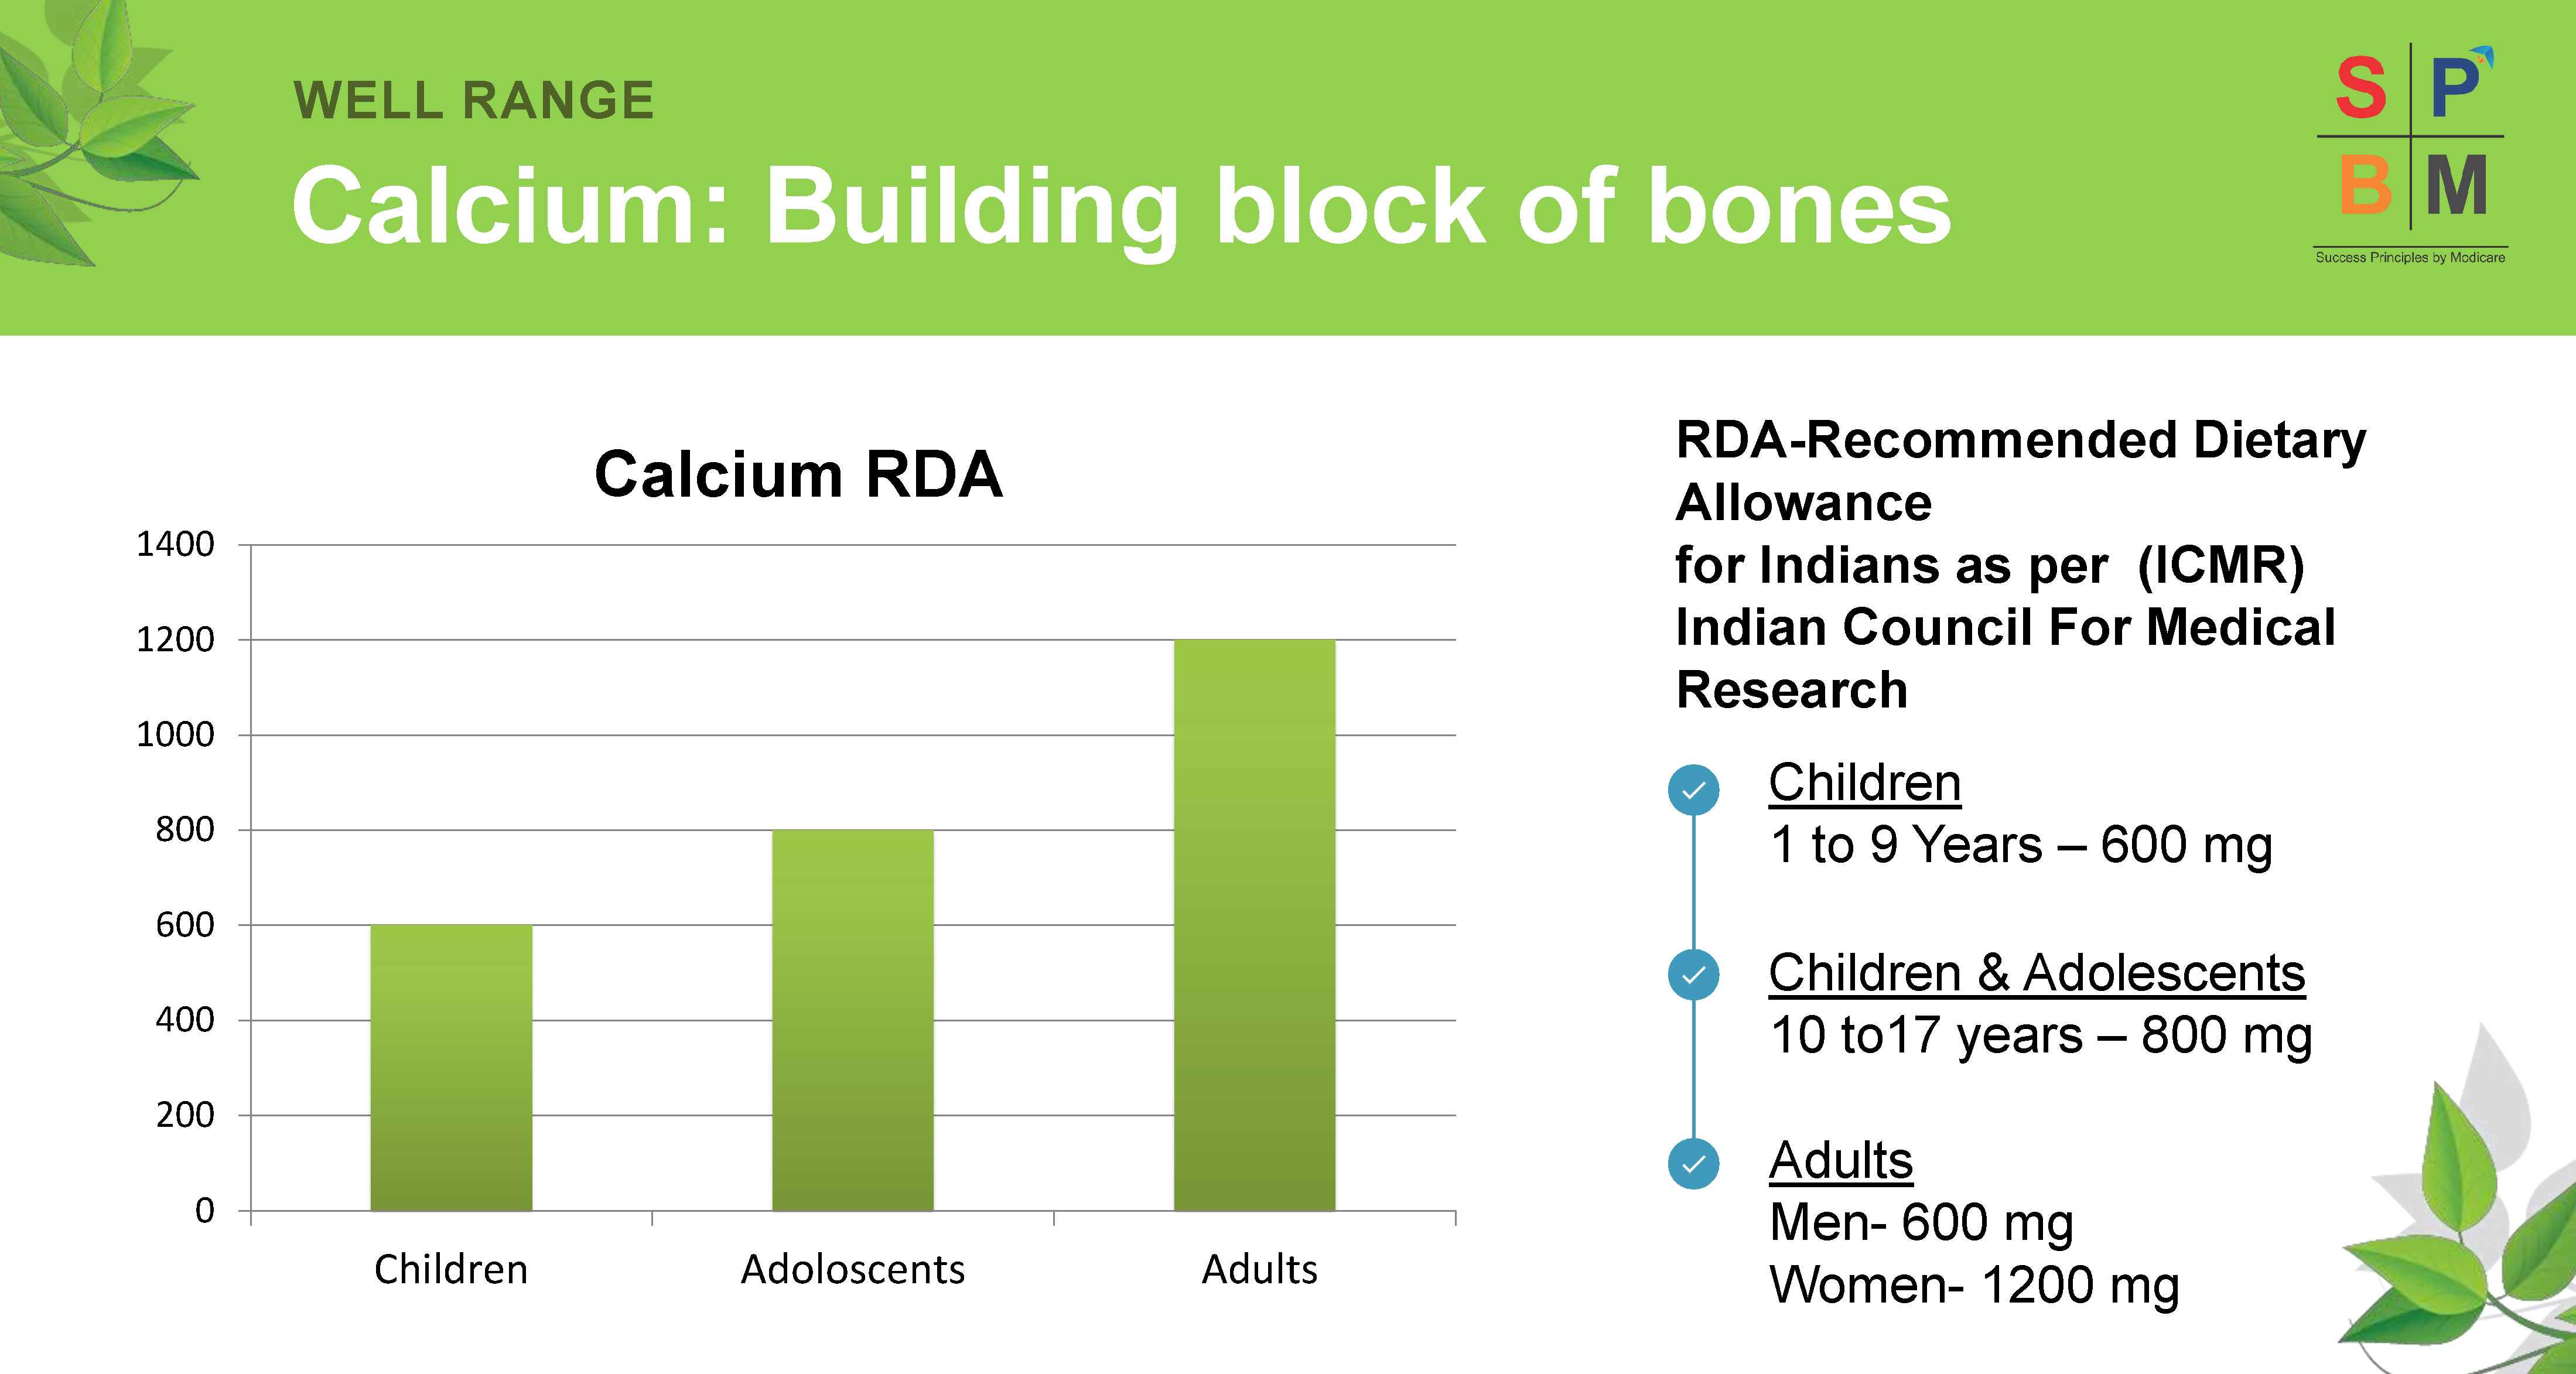 WELL RANGE
Calcium: Building block of bones
S P
B M
Success Principles by Modicare
Calcium RDA
1400
1200
1000
800
600
400
200
0
Children
Adoloscents
Adults
RDA-Recommended Dietary
Allowance
for Indians as per (ICMR)
Indian Council For Medical
Research
Children
1 to 9 Years – 600 mg
Children & Adolescents
10 to17 years – 800 mg
Adults
Men- 600 mg
Women- 1200 mg